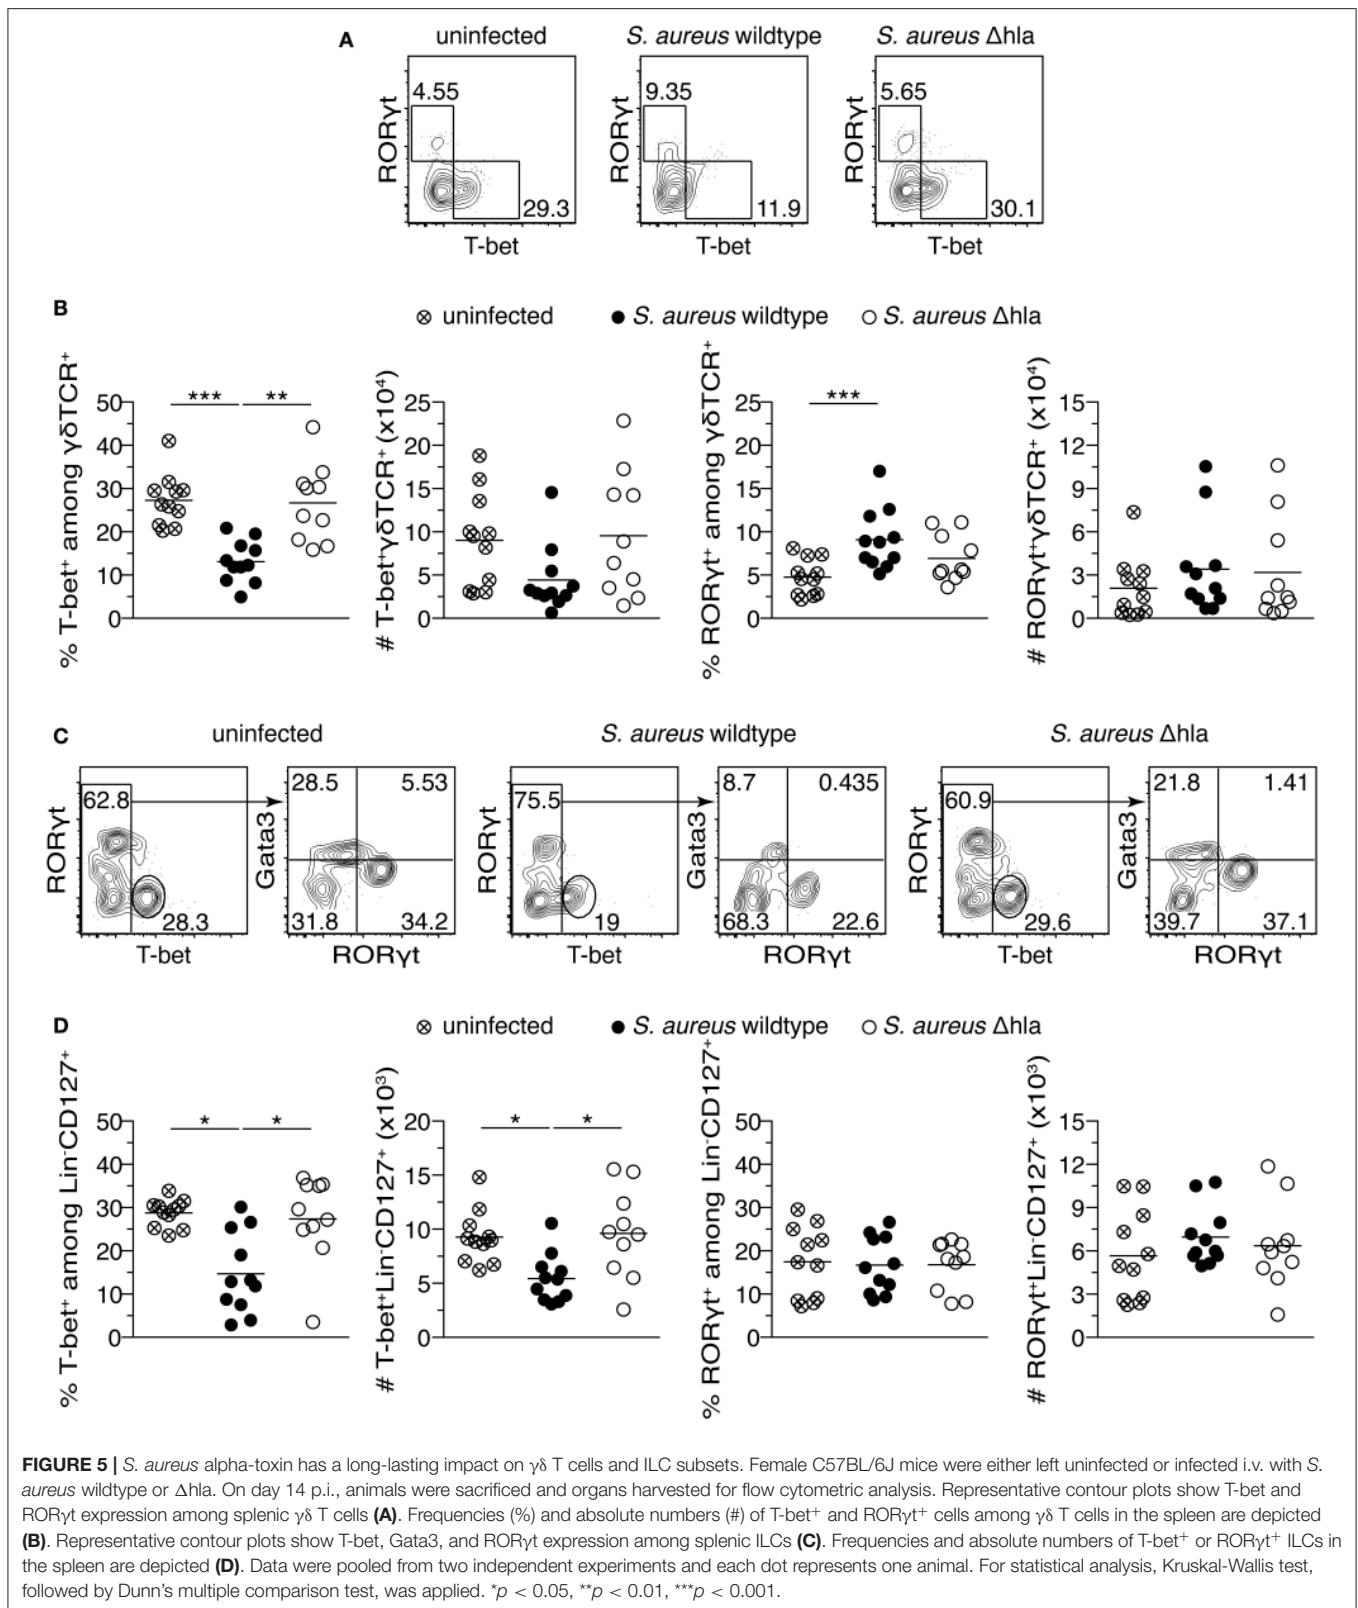 A
uninfected
S. aureus wildtype
S. aureus Δhla
RORγt
4.55
29.3
T-bet
RORγt
9.35
11.9
T-bet
RORγt
5.65
30.1
T-bet
B
uninfected
S. aureus wildtype
S. aureus Δhla
% T-bet⁺ among γδTCR⁺
50
40
30
20
10
0
***
**
# T-bet⁺γδTCR⁺ (x10⁴)
25
20
15
10
5
0
% RORγt⁺ among γδTCR⁺
25
20
15
10
5
0
***
# RORγt⁺γδTCR⁺ (x10⁴)
15
12
9
6
3
0
C
uninfected
S. aureus wildtype
S. aureus Δhla
RORγt
62.8
28.3
T-bet
Gata3
28.5
5.53
31.8
34.2
RORγt
RORγt
75.5
19
T-bet
Gata3
8.7
0.435
68.3
22.6
RORγt
RORγt
60.9
29.6
T-bet
Gata3
21.8
1.41
39.7
37.1
RORγt
D
uninfected
S. aureus wildtype
S. aureus Δhla
% T-bet⁺ among Lin⁻CD127⁺
50
40
30
20
10
0
*
*
# T-bet⁺Lin⁻CD127⁺ (x10³)
20
15
10
5
0
*
*
% RORγt⁺ among Lin⁻CD127⁺
50
40
30
20
10
0
# RORγt⁺Lin⁻CD127⁺ (x10³)
15
12
9
6
3
0
FIGURE 5 | S. aureus alpha-toxin has a long-lasting impact on γδ T cells and ILC subsets. Female C57BL/6J mice were either left uninfected or infected i.v. with S.
aureus wildtype or Δhla. On day 14 p.i., animals were sacrificed and organs harvested for flow cytometric analysis. Representative contour plots show T-bet and
RORγt expression among splenic γδ T cells (A). Frequencies (%) and absolute numbers (#) of T-bet⁺ and RORγt⁺ cells among γδ T cells in the spleen are depicted
(B). Representative contour plots show T-bet, Gata3, and RORγt expression among splenic ILCs (C). Frequencies and absolute numbers of T-bet⁺ or RORγt⁺ ILCs in
the spleen are depicted (D). Data were pooled from two independent experiments and each dot represents one animal. For statistical analysis, Kruskal-Wallis test,
followed by Dunn's multiple comparison test, was applied. *p < 0.05, **p < 0.01, ***p < 0.001.